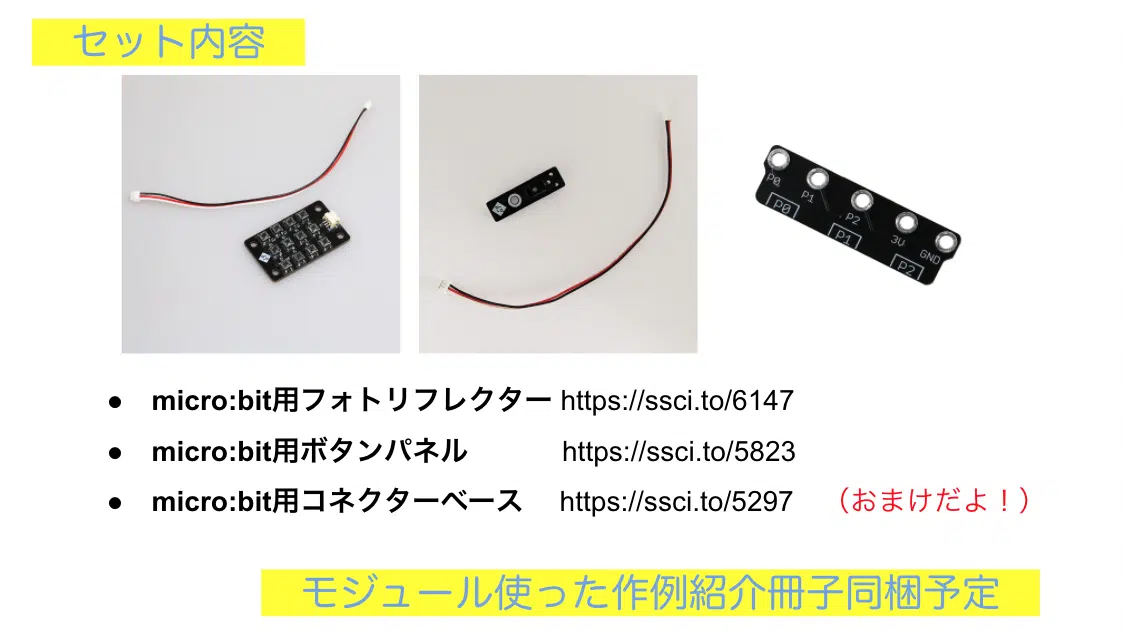 セット内容
P0
P1
P2
3V
GND
P0
P1
P2
● micro:bit用フォトリフレクター https://ssci.to/6147
● micro:bit用ボタンパネル https://ssci.to/5823
● micro:bit用コネクターベース https://ssci.to/5297 （おまけだよ！）
モジュール使った作例紹介冊子同梱予定